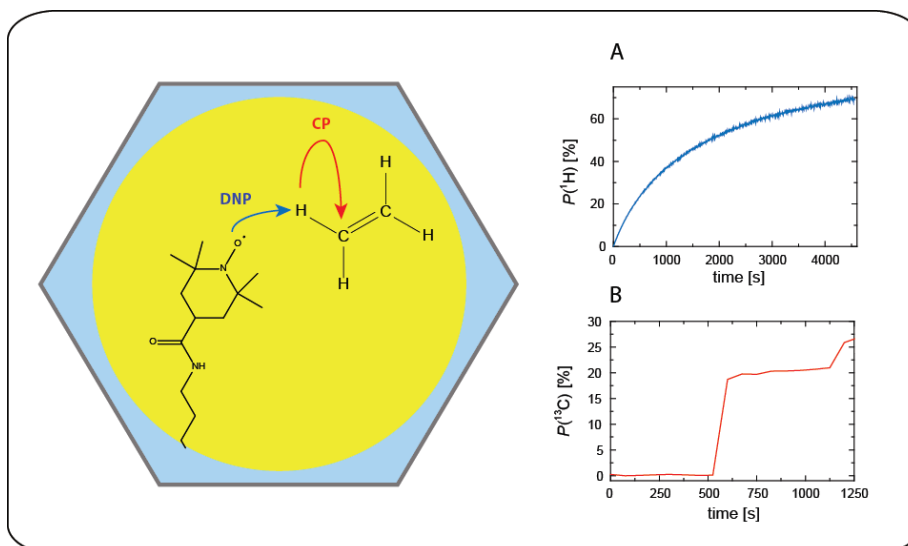 A
P(¹H) [%]
60
40
20
0
0 1000 2000 3000 4000
time [s]
CP
DNP
H
H
C
C
H
H
O•
N
O
NH
B
P(¹³C) [%]
30
25
20
15
10
5
0
0 250 500 750 1000 1250
time [s]